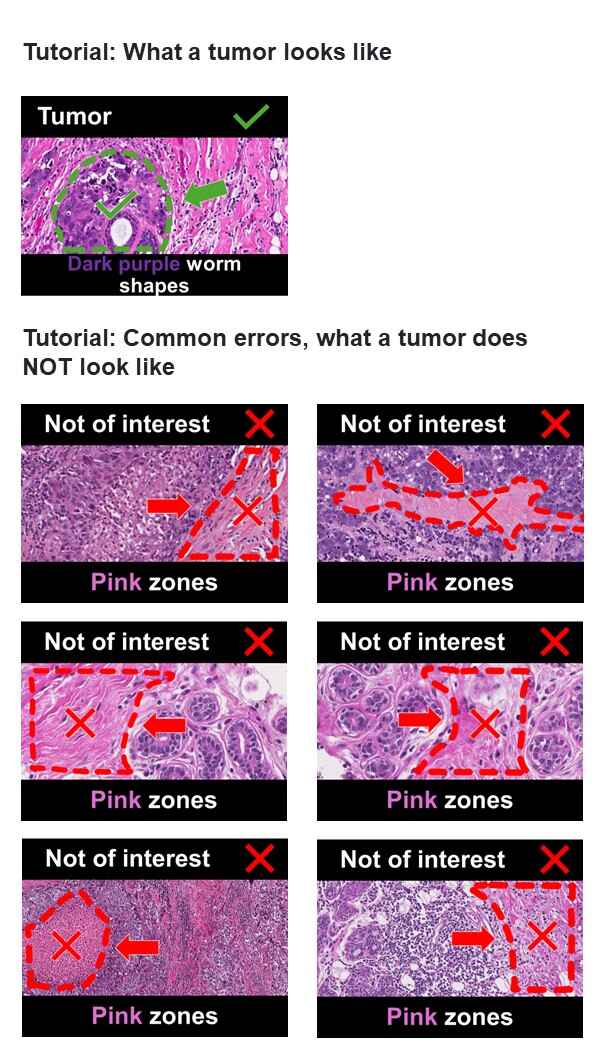 Tutorial: What a tumor looks like
Tumor
Dark purple worm
shapes
Tutorial: Common errors, what a tumor does
NOT look like
Not of interest
Pink zones
Not of interest
Pink zones
Not of interest
Pink zones
Not of interest
Pink zones
Not of interest
Pink zones
Not of interest
Pink zones